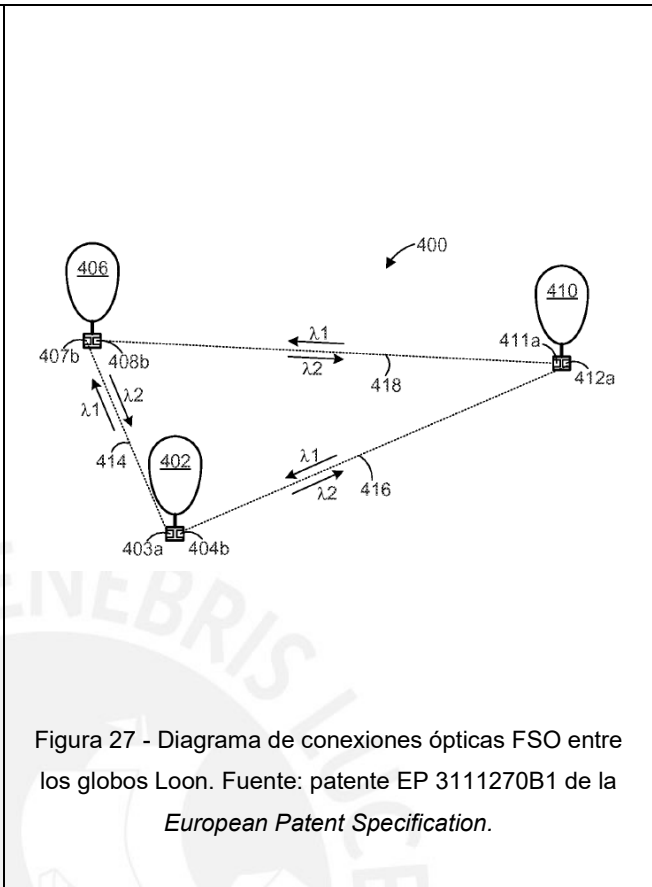 400
406
410
λ1
411a
407b
408b
λ2
418
412a
λ1
λ2
414
402
λ1
λ2
416
403a
404b
ENEBRIS LUCE
Figura 27 - Diagrama de conexiones ópticas FSO entre
los globos Loon. Fuente: patente EP 3111270B1 de la
European Patent Specification.